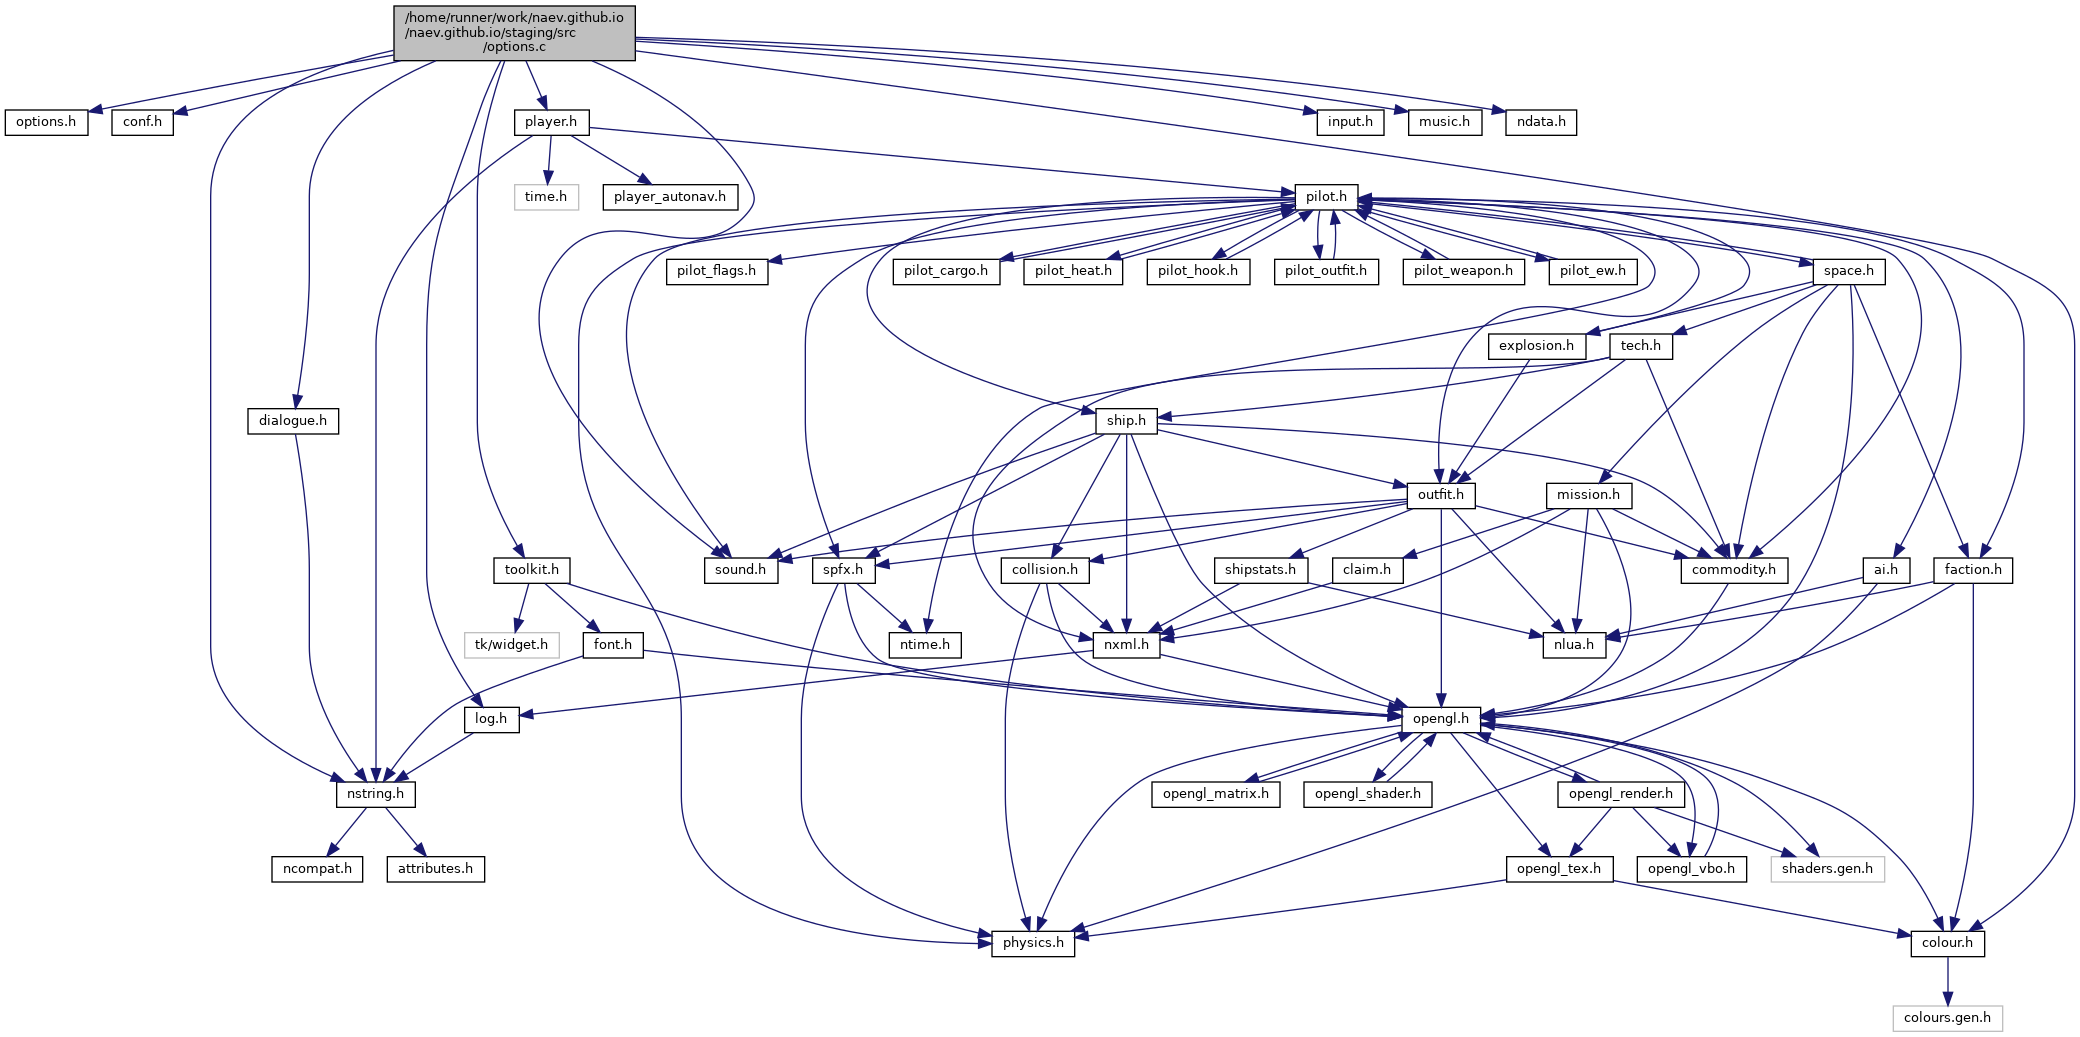 /home/runner/work/naev.github.io
/naev.github.io/staging/src
/options.c
options.h
conf.h
player.h
input.h
music.h
ndata.h
time.h
player_autonav.h
pilot.h
pilot_flags.h
pilot_cargo.h
pilot_heat.h
pilot_hook.h
pilot_outfit.h
pilot_weapon.h
pilot_ew.h
space.h
explosion.h
tech.h
dialogue.h
ship.h
outfit.h
mission.h
toolkit.h
sound.h
spfx.h
collision.h
shipstats.h
claim.h
commodity.h
ai.h
faction.h
tk/widget.h
font.h
ntime.h
nxml.h
nlua.h
log.h
opengl.h
nstring.h
opengl_matrix.h
opengl_shader.h
opengl_render.h
ncompat.h
attributes.h
opengl_tex.h
opengl_vbo.h
shaders.gen.h
physics.h
colour.h
colours.gen.h